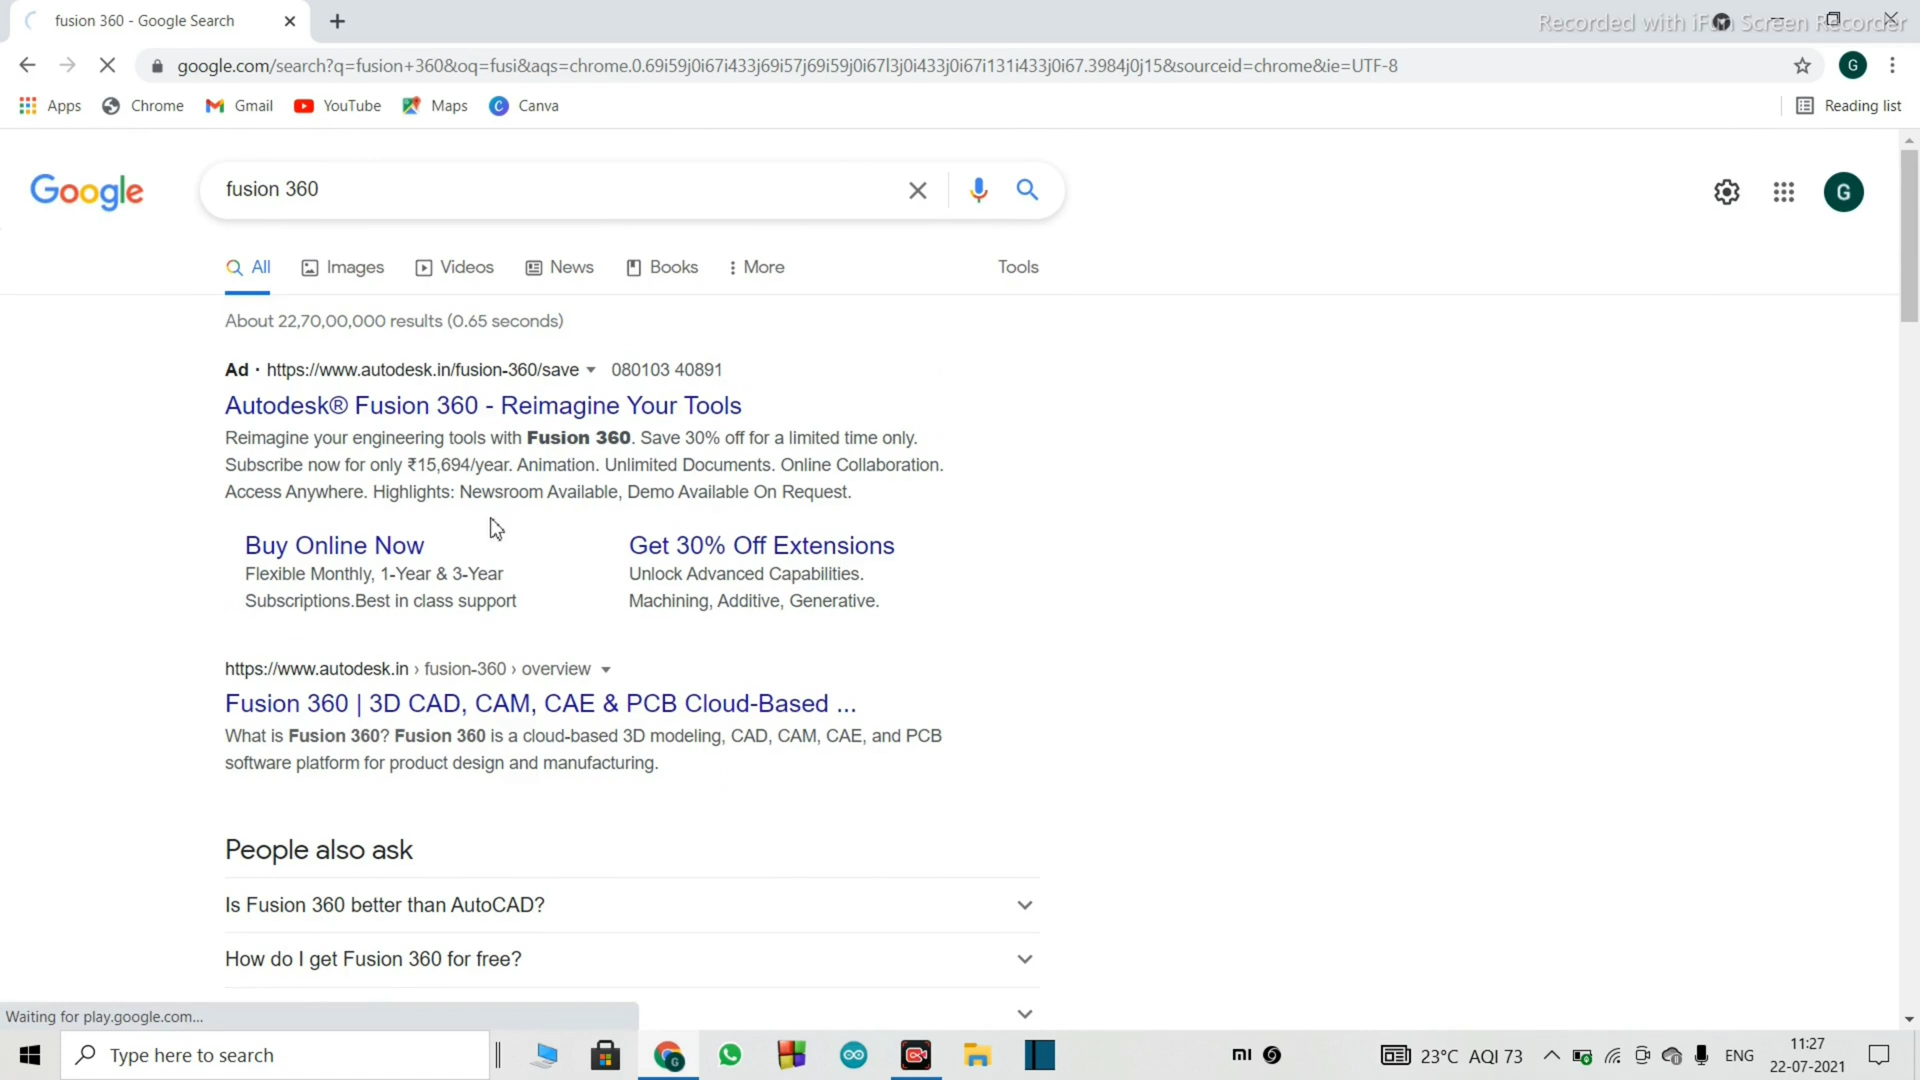 fusion 360 - Google Search
Recorded with iFun Screen Recorder
google.com/search?q=fusion+360&oq=fusi&aqs=chrome.0.69i59j0i67i433j69i57j69i59j0i67l3j0i433j0i67i131i433j0i67.3984j0j15&sourceid=chrome&ie=UTF-8
G
Apps Chrome Gmail YouTube Maps Canva Reading list
Google fusion 360 G
All Images Videos News Books More Tools
About 22,70,00,000 results (0.65 seconds)
Ad · https://www.autodesk.in/fusion-360/save 080103 40891
Autodesk® Fusion 360 - Reimagine Your Tools
Reimagine your engineering tools with Fusion 360. Save 30% off for a limited time only.
Subscribe now for only ₹15,694/year. Animation. Unlimited Documents. Online Collaboration.
Access Anywhere. Highlights: Newsroom Available, Demo Available On Request.
Buy Online Now Get 30% Off Extensions
Flexible Monthly, 1-Year & 3-Year Unlock Advanced Capabilities.
Subscriptions.Best in class support Machining, Additive, Generative.
https://www.autodesk.in › fusion-360 › overview
Fusion 360 | 3D CAD, CAM, CAE & PCB Cloud-Based ...
What is Fusion 360? Fusion 360 is a cloud-based 3D modeling, CAD, CAM, CAE, and PCB
software platform for product design and manufacturing.
People also ask
Is Fusion 360 better than AutoCAD?
How do I get Fusion 360 for free?
Waiting for play.google.com...
Type here to search MI 23°C AQI 73 ENG 11:27
22-07-2021